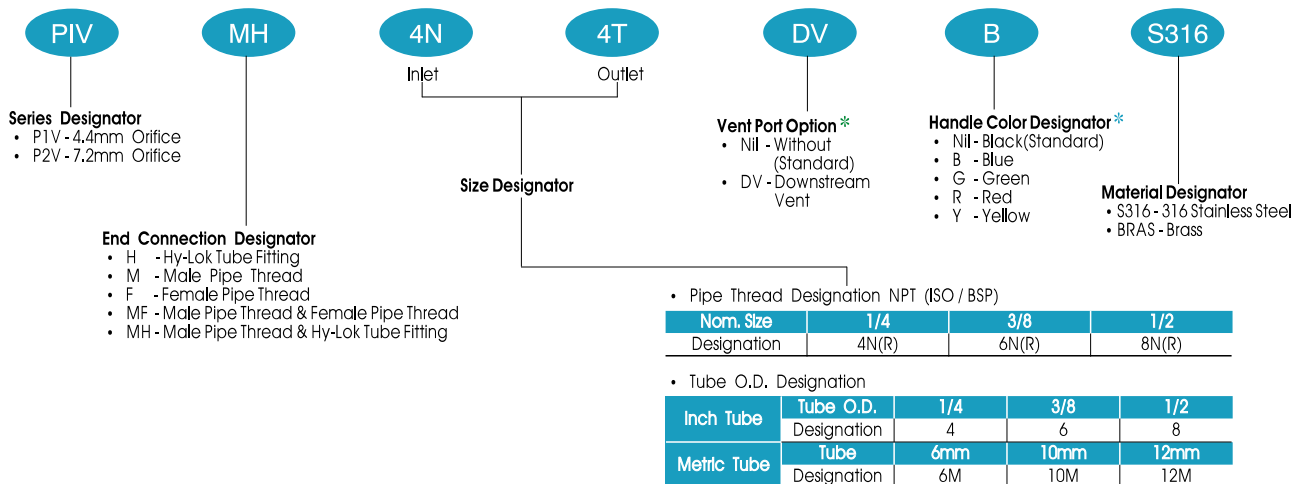 PIV MH 4N 4T DV B S316
Inlet Outlet
Series Designator
• P1V - 4.4mm Orifice
• P2V - 7.2mm Orifice
End Connection Designator
• H - Hy-Lok Tube Fitting
• M - Male Pipe Thread
• F - Female Pipe Thread
• MF - Male Pipe Thread & Female Pipe Thread
• MH - Male Pipe Thread & Hy-Lok Tube Fitting
Size Designator
Vent Port Option *
• Nil - Without
(Standard)
• DV - Downstream
Vent
Handle Color Designator *
• Nil - Black(Standard)
• B - Blue
• G - Green
• R - Red
• Y - Yellow
Material Designator
• S316 - 316 Stainless Steel
• BRAS - Brass
• Pipe Thread Designation NPT (ISO / BSP)
Nom. Size 1/4 3/8 1/2
Designation 4N(R) 6N(R) 8N(R)
• Tube O.D. Designation
Inch Tube Tube O.D. 1/4 3/8 1/2
Designation 4 6 8
Metric Tube Tube 6mm 10mm 12mm
Designation 6M 10M 12M